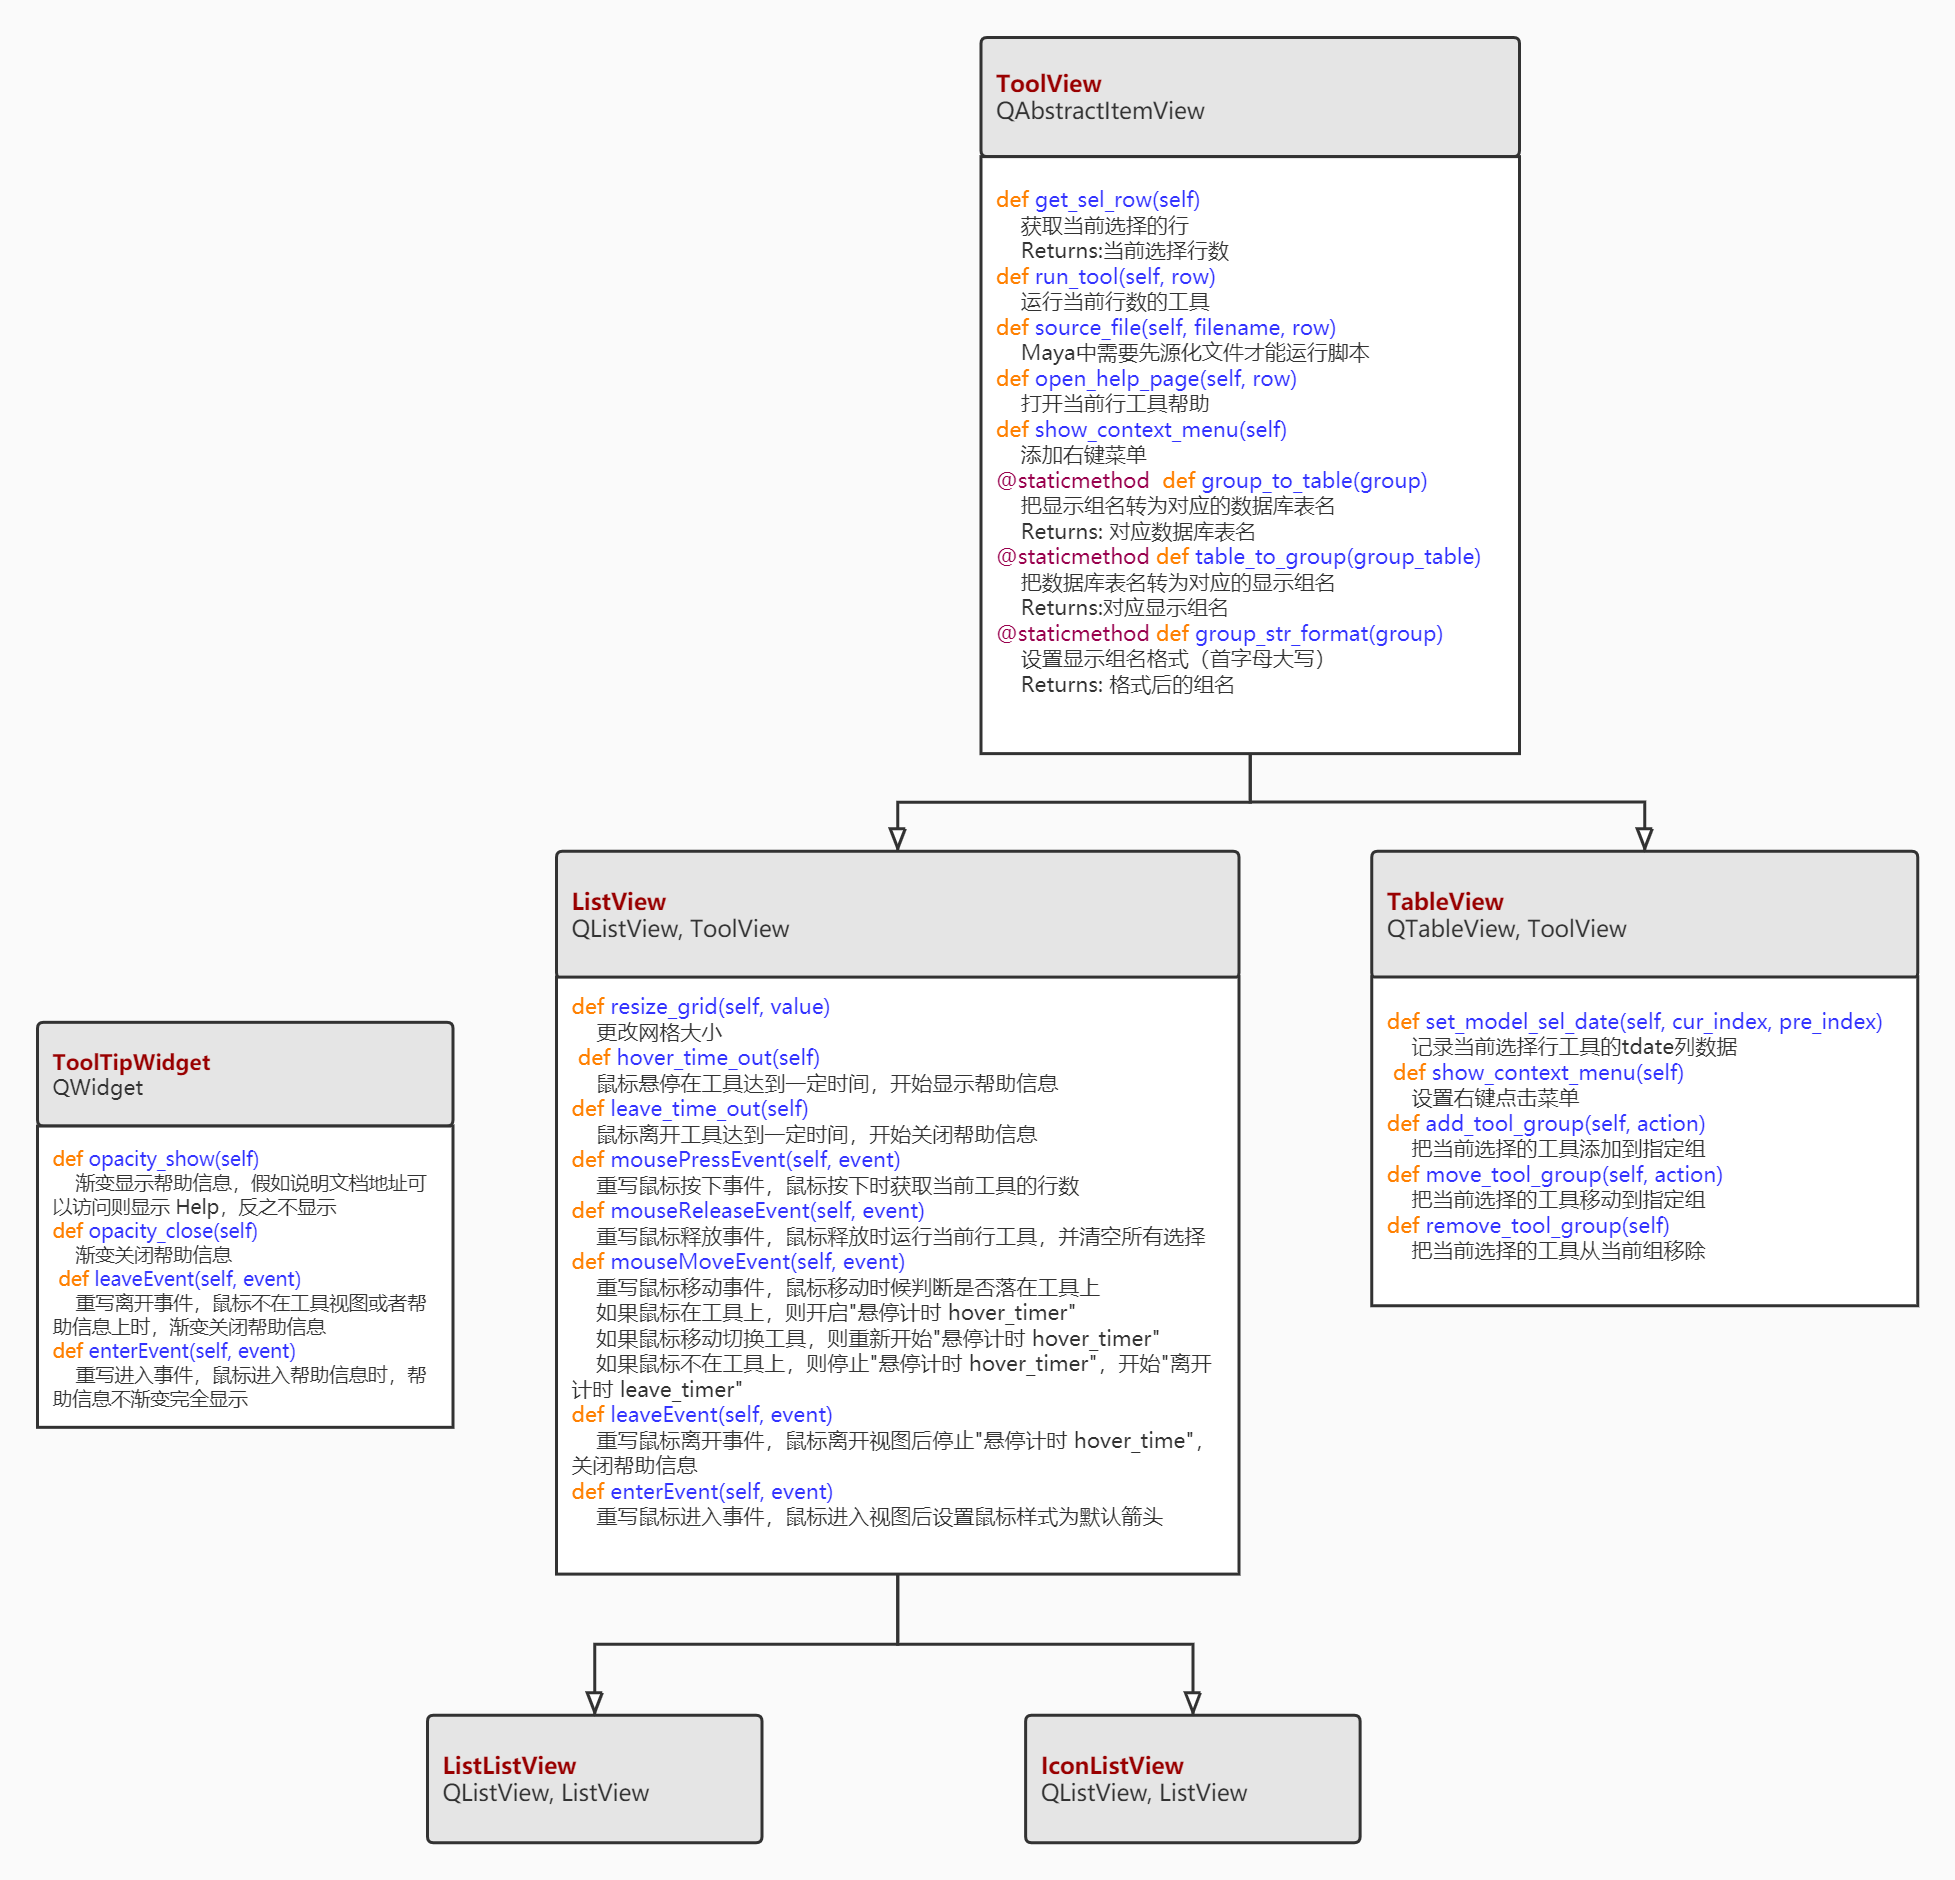 ToolView
QAbstractItemView
def get_sel_row(self)
获取当前选择的行
Returns:当前选择行数
def run_tool(self, row)
运行当前行数的工具
def source_file(self, filename, row)
Maya中需要先源化文件才能运行脚本
def open_help_page(self, row)
打开当前行工具帮助
def show_context_menu(self)
添加右键菜单
@staticmethod  def group_to_table(group)
把显示组名转为对应的数据库表名
Returns: 对应数据库表名
@staticmethod def table_to_group(group_table)
把数据库表名转为对应的显示组名
Returns:对应显示组名
@staticmethod def group_str_format(group)
设置显示组名格式（首字母大写）
Returns: 格式后的组名
ListView
QListView, ToolView
def resize_grid(self, value)
更改网格大小
def hover_time_out(self)
鼠标悬停在工具达到一定时间，开始显示帮助信息
def leave_time_out(self)
鼠标离开工具达到一定时间，开始关闭帮助信息
def mousePressEvent(self, event)
重写鼠标按下事件，鼠标按下时获取当前工具的行数
def mouseReleaseEvent(self, event)
重写鼠标释放事件，鼠标释放时运行当前行工具，并清空所有选择
def mouseMoveEvent(self, event)
重写鼠标移动事件，鼠标移动时候判断是否落在工具上
如果鼠标在工具上，则开启"悬停计时 hover_timer"
如果鼠标移动切换工具，则重新开始"悬停计时 hover_timer"
如果鼠标不在工具上，则停止"悬停计时 hover_timer"，开始"离开
计时 leave_timer"
def leaveEvent(self, event)
重写鼠标离开事件，鼠标离开视图后停止"悬停计时 hover_time"，
关闭帮助信息
def enterEvent(self, event)
重写鼠标进入事件，鼠标进入视图后设置鼠标样式为默认箭头
TableView
QTableView, ToolView
def set_model_sel_date(self, cur_index, pre_index)
记录当前选择行工具的tdate列数据
def show_context_menu(self)
设置右键点击菜单
def add_tool_group(self, action)
把当前选择的工具添加到指定组
def move_tool_group(self, action)
把当前选择的工具移动到指定组
def remove_tool_group(self)
把当前选择的工具从当前组移除
ToolTipWidget
QWidget
def opacity_show(self)
渐变显示帮助信息，假如说明文档地址可
以访问则显示 Help，反之不显示
def opacity_close(self)
渐变关闭帮助信息
def leaveEvent(self, event)
重写离开事件，鼠标不在工具视图或者帮
助信息上时，渐变关闭帮助信息
def enterEvent(self, event)
重写进入事件，鼠标进入帮助信息时，帮
助信息不渐变完全显示
ListListView
QListView, ListView
IconListView
QListView, ListView